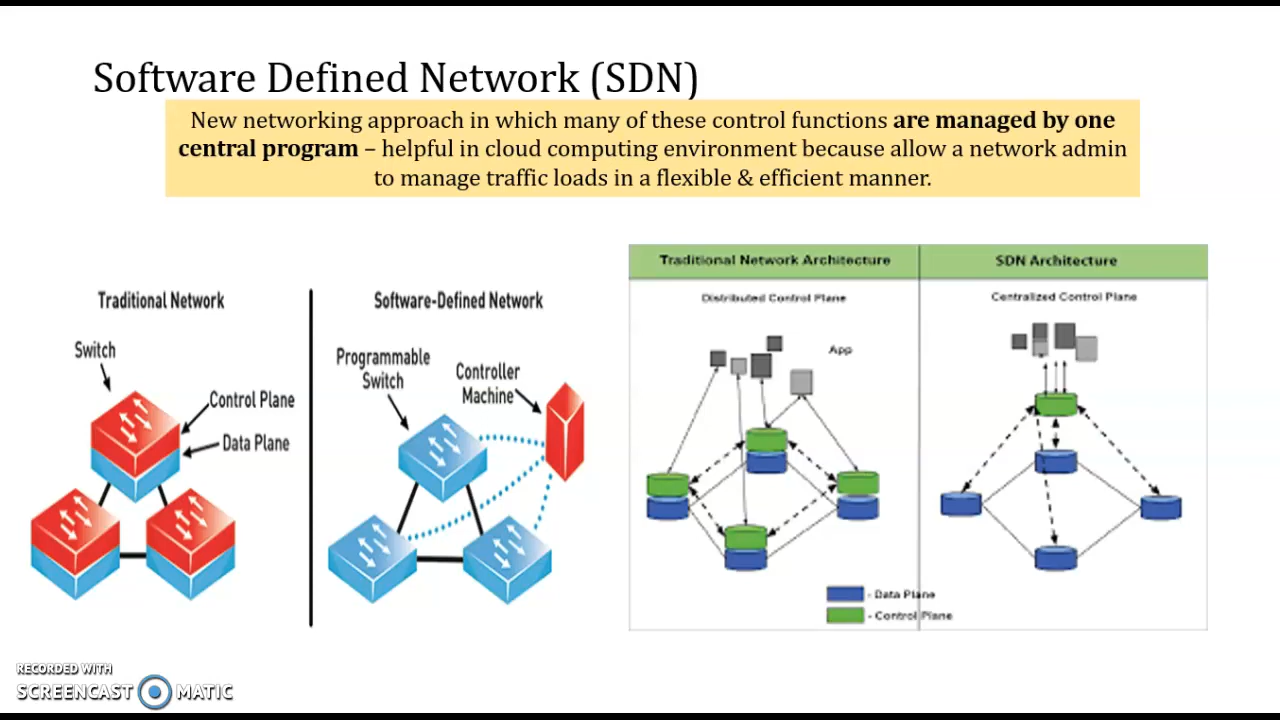 Software Defined Network (SDN)
New networking approach in which many of these control functions are managed by one
central program – helpful in cloud computing environment because allow a network admin
to manage traffic loads in a flexible & efficient manner.
Traditional Network
Switch
Control Plane
Data Plane
Software-Defined Network
Programmable
Switch
Controller
Machine
Traditional Network Architecture
SDN Architecture
Distributed Control Plane
Centralized Control Plane
App
- Data Plane
- Control Plane
RECORDED WITH
SCREENCAST MATIC